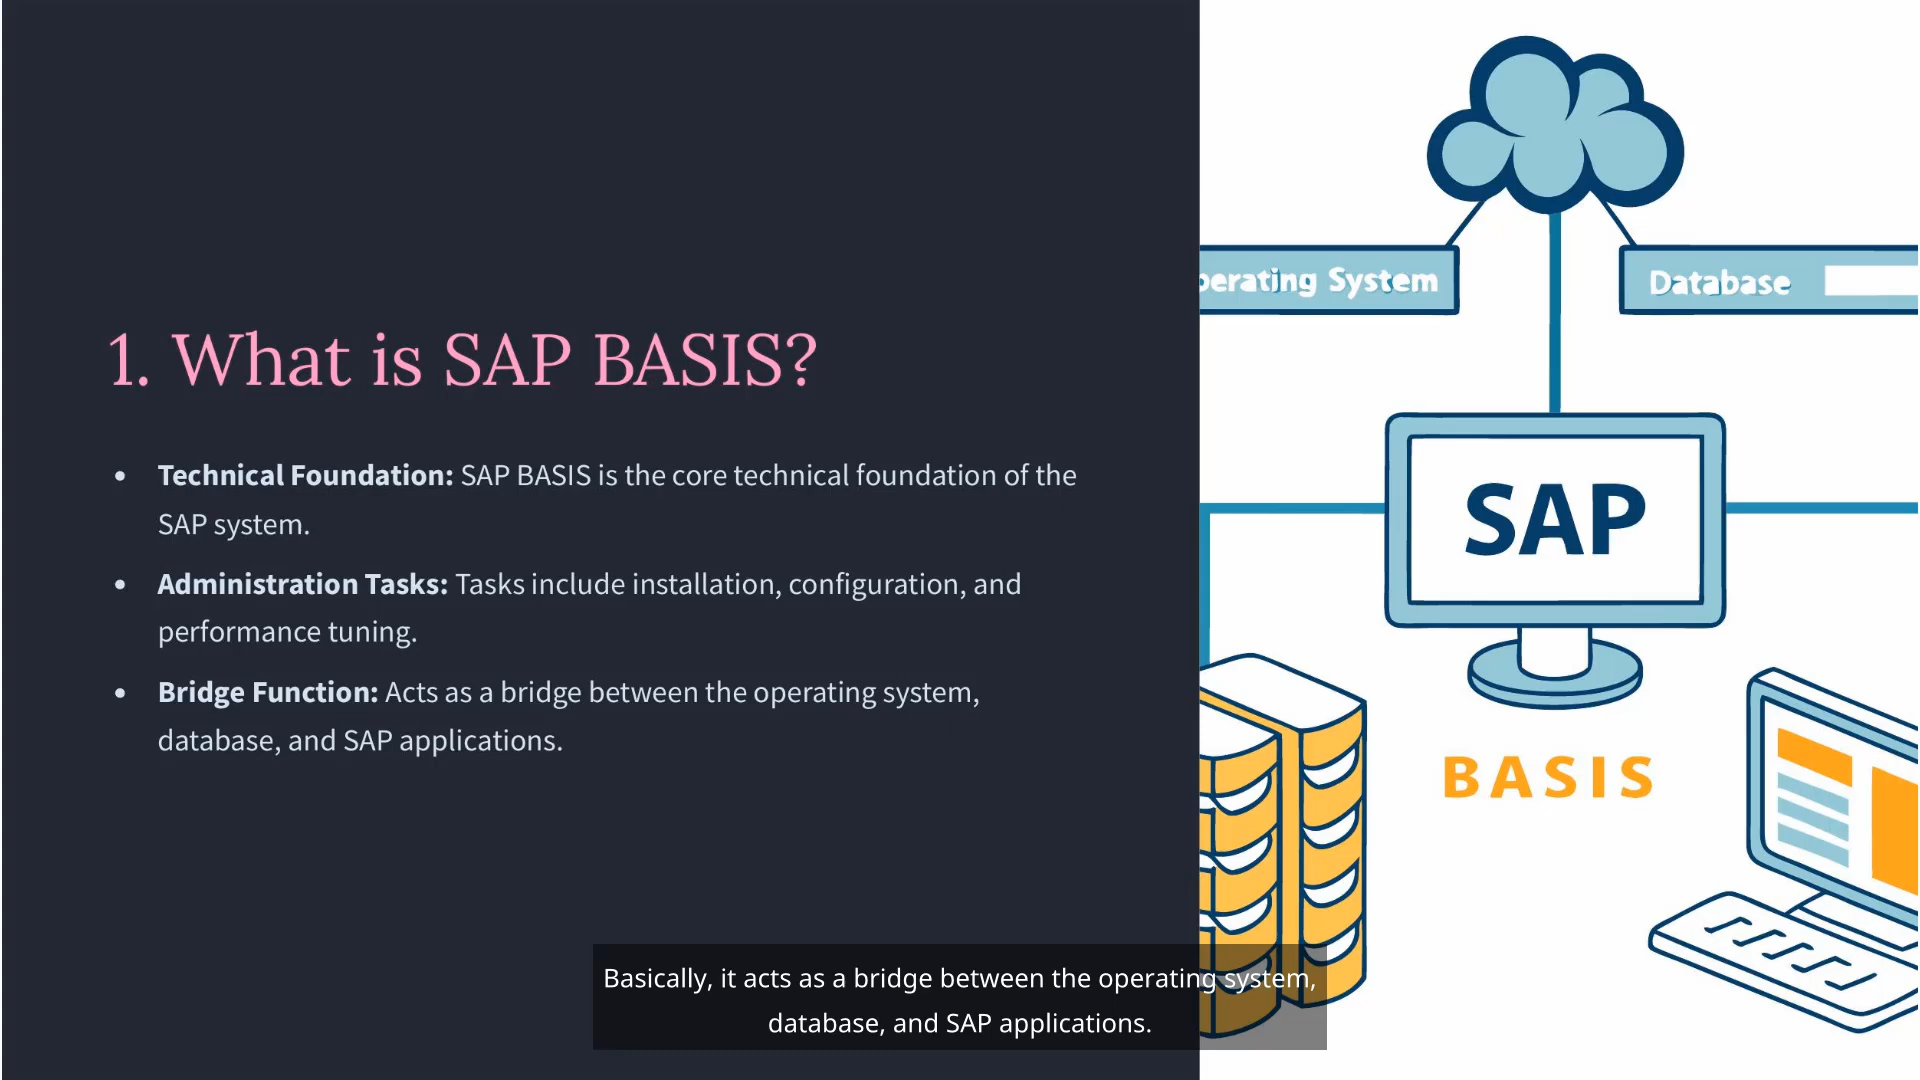 1. What is SAP BASIS?
• Technical Foundation: SAP BASIS is the core technical foundation of the
SAP system.
• Administration Tasks: Tasks include installation, configuration, and
performance tuning.
• Bridge Function: Acts as a bridge between the operating system,
database, and SAP applications.
perating System
Database
SAP
BASIS
Basically, it acts as a bridge between the operating system,
database, and SAP applications.